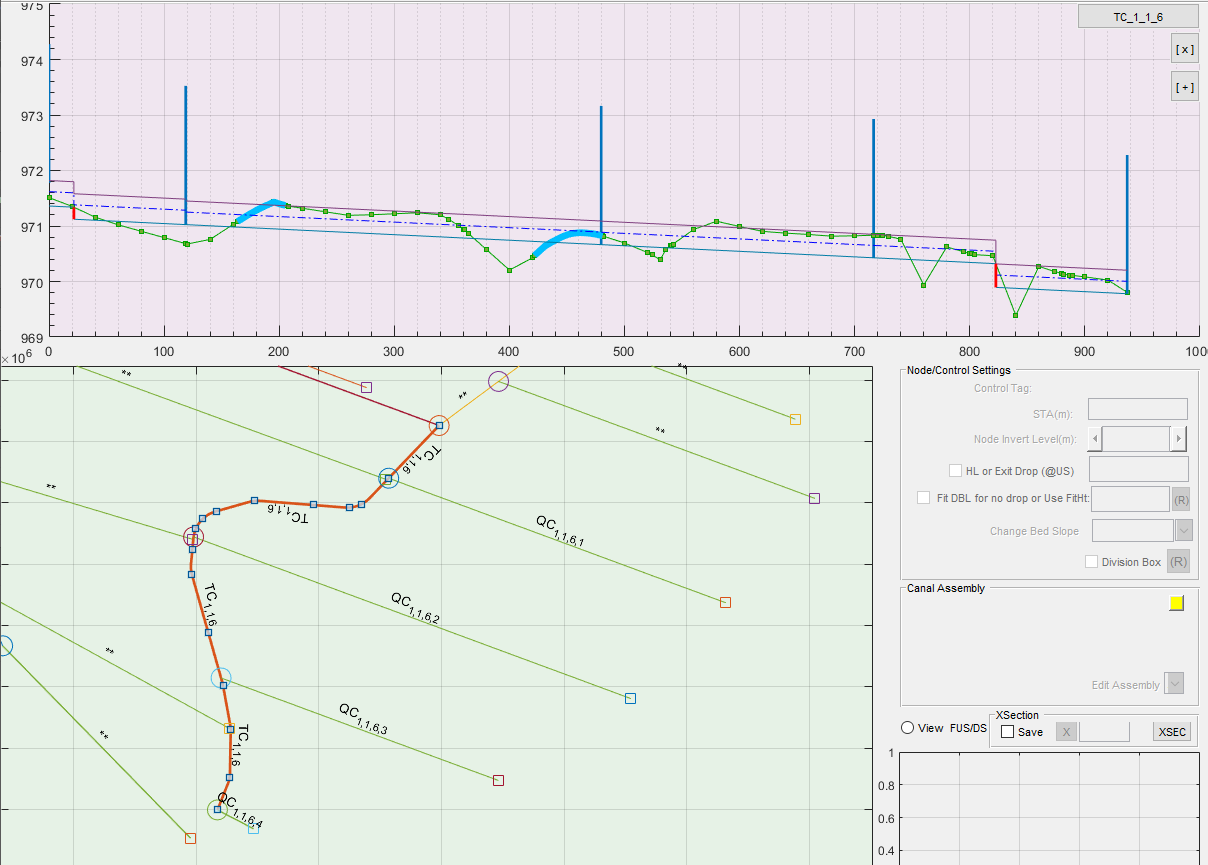 975
TC_1_1_6
974
[ x ]
[ + ]
973
972
971
970
969
0
100
200
300
400
500
600
700
800
900
1000
× 10^6
**
**
**
**
**
**
**
TC1,1,6
TC1,1,6
TC1,1,6
TC1,1,6
QC1,1,6,1
QC1,1,6,2
QC1,1,6,3
QC1,1,6,4
Node/Control Settings
Control Tag:
STA(m):
Node Invert Level(m):
HL or Exit Drop (@US)
Fit DBL for no drop or Use FitHt:
(R)
Change Bed Slope
Division Box
(R)
Canal Assembly
Edit Assembly
View FUS/DS
XSection
Save
X
XSEC
1
0.8
0.6
0.4